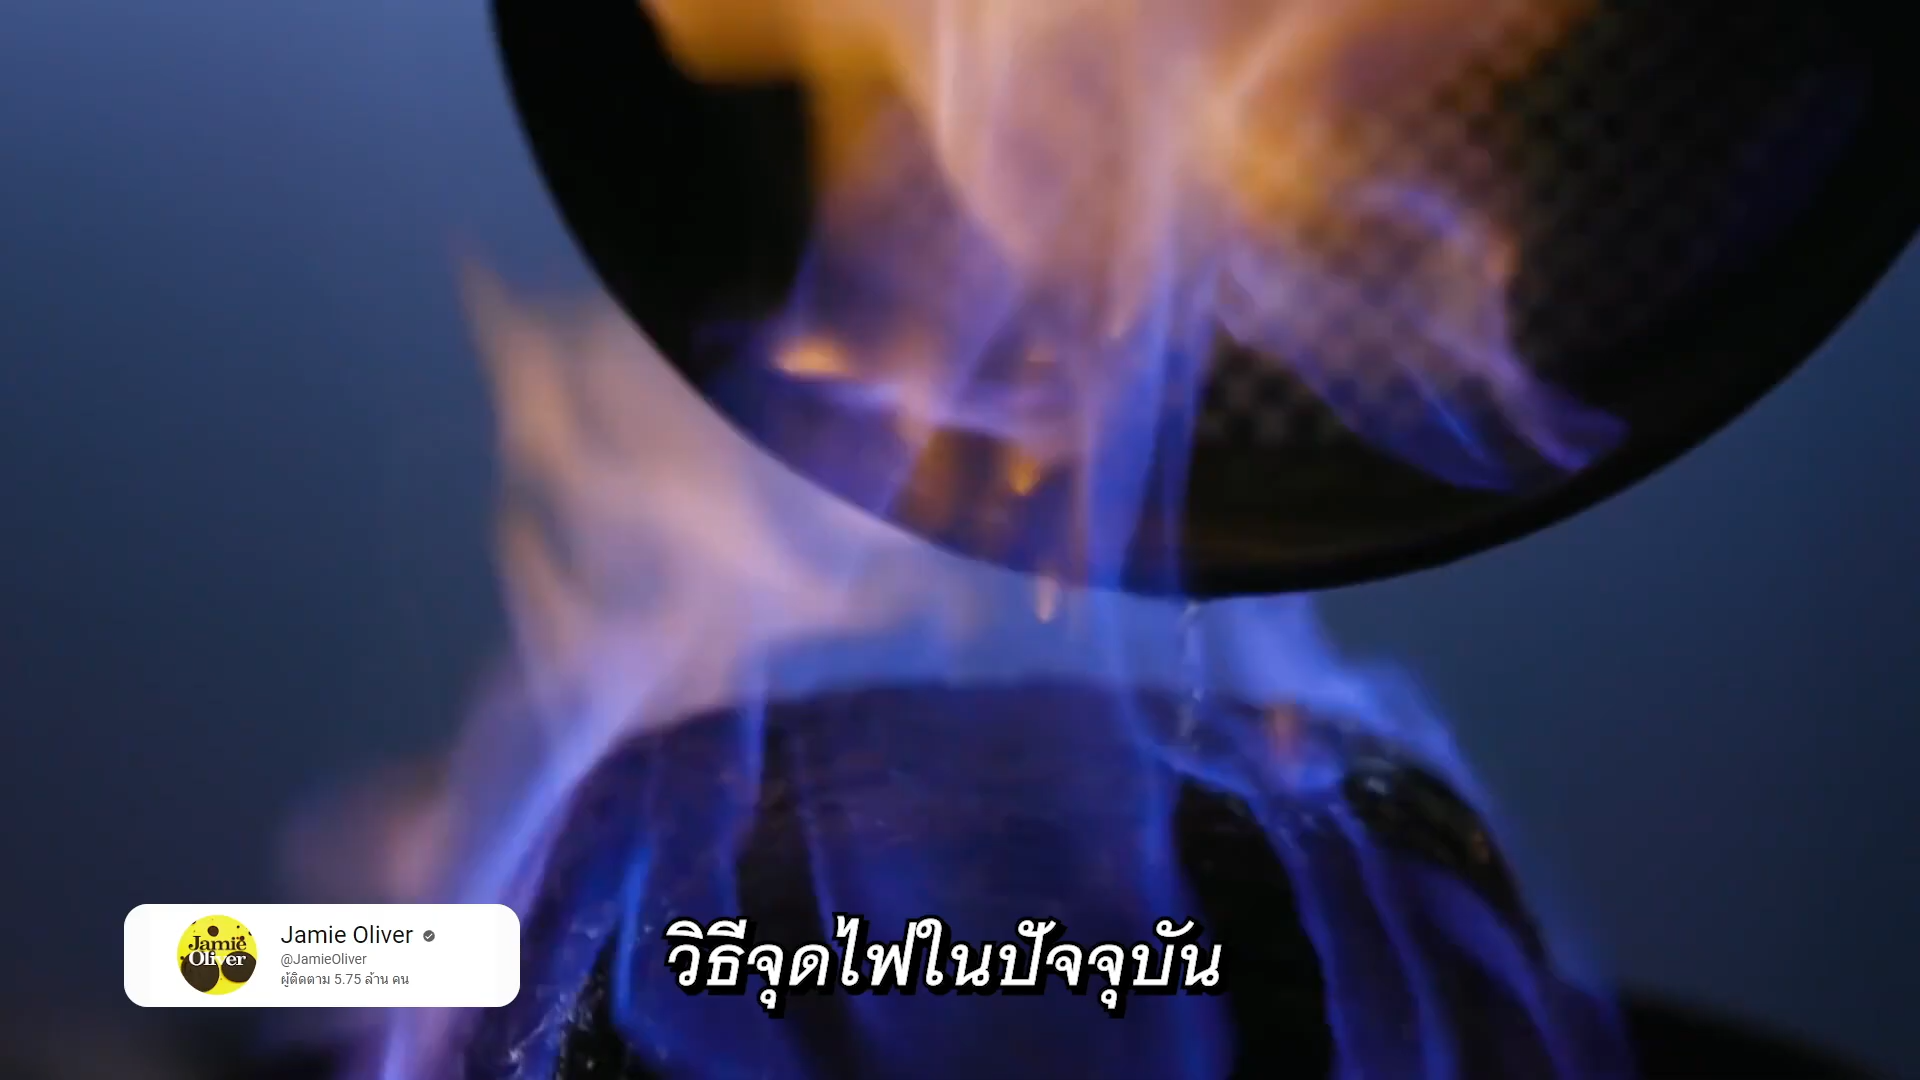 Jamie
Oliver
Jamie Oliver
@JamieOliver
ผู้ติดตาม 5.75 ล้าน คน
วิธีจุดไฟในปัจจุบัน